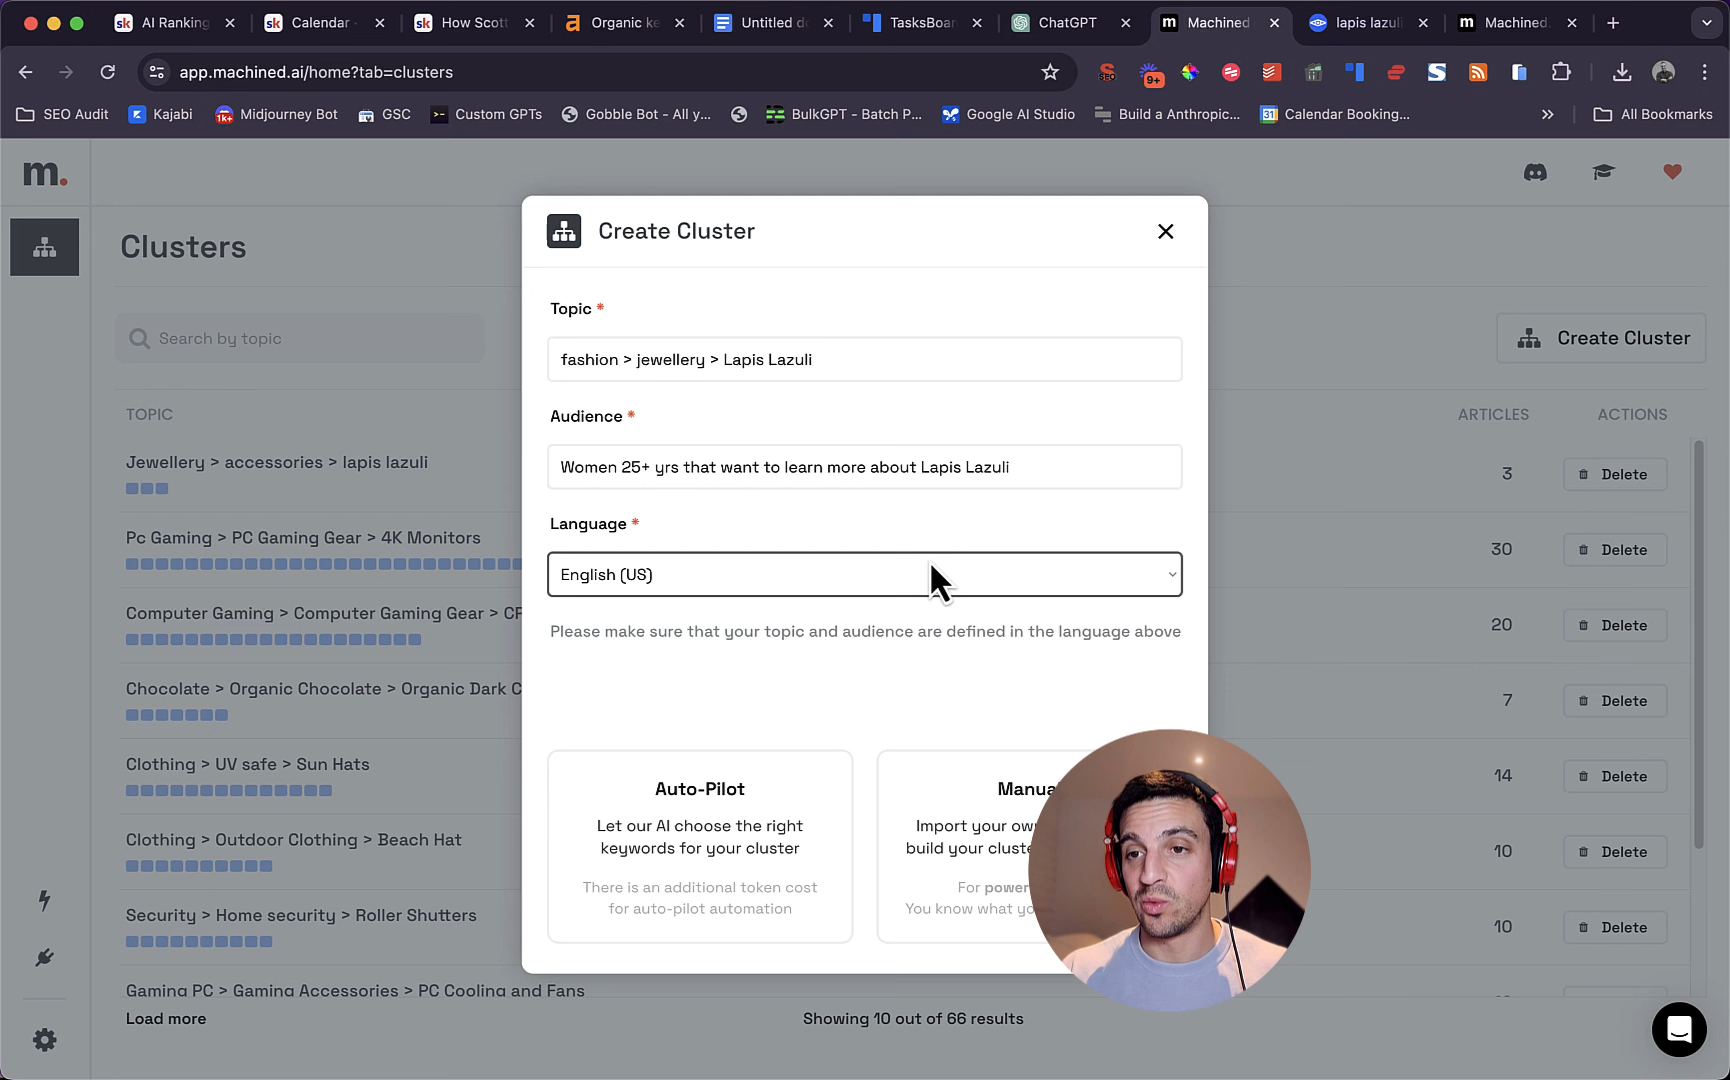 sk AI Ranking
sk Calendar
sk How Scott
a Organic ke
Untitled d
TasksBoar
ChatGPT
m Machined
lapis lazuli
m Machined.
app.machined.ai/home?tab=clusters
SEO
9+
SEO Audit
Kajabi
1k+ Midjourney Bot
GSC
Custom GPTs
Gobble Bot - All y...
BulkGPT - Batch P...
Google AI Studio
Build a Anthropic...
31 Calendar Booking...
All Bookmarks
m.
Clusters
Search by topic
Create Cluster
TOPIC
ARTICLES
ACTIONS
Jewellery > accessories > lapis lazuli
3
Delete
Pc Gaming > PC Gaming Gear > 4K Monitors
30
Delete
Computer Gaming > Computer Gaming Gear > CP
20
Delete
Chocolate > Organic Chocolate > Organic Dark C
7
Delete
Clothing > UV safe > Sun Hats
14
Delete
Clothing > Outdoor Clothing > Beach Hat
10
Delete
Security > Home security > Roller Shutters
10
Delete
Gaming PC > Gaming Accessories > PC Cooling and Fans
Load more
Showing 10 out of 66 results
Create Cluster
Topic *
fashion > jewellery > Lapis Lazuli
Audience *
Women 25+ yrs that want to learn more about Lapis Lazuli
Language *
English (US)
Please make sure that your topic and audience are defined in the language above
Auto-Pilot
Let our AI choose the right
keywords for your cluster
There is an additional token cost
for auto-pilot automation
Manua
Import your own
build your cluste
For power
You know what yo